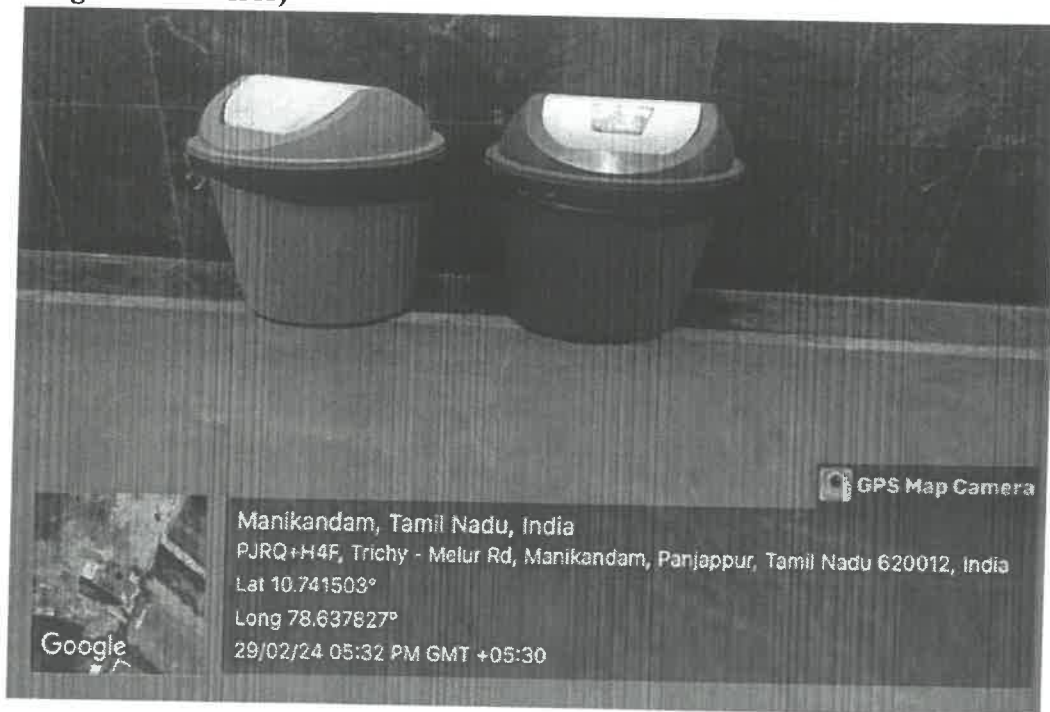 GPS Map Camera
Manikandam, Tamil Nadu, India
PJRQ+H4F, Trichy - Melur Rd, Manikandam, Panjappur, Tamil Nadu 620012, India
Lat 10.741503°
Long 78.637827°
29/02/24 05:32 PM GMT +05:30
Google